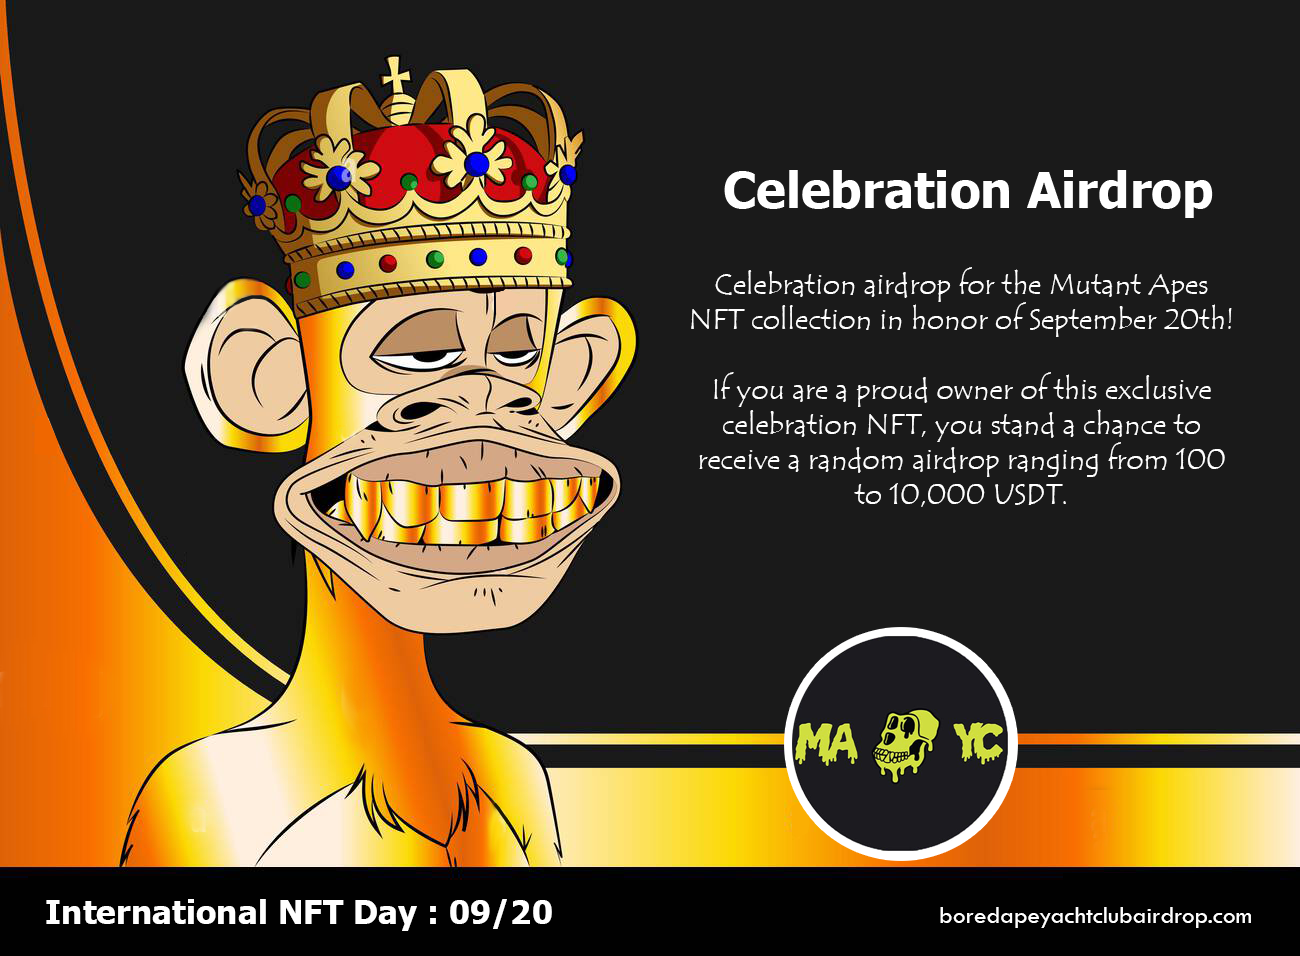 Celebration Airdrop
Celebration airdrop for the Mutant Apes
NFT collection in honor of September 20th!
If you are a proud owner of this exclusive
celebration NFT, you stand a chance to
receive a random airdrop ranging from 100
to 10,000 USDT.
MA YC
International NFT Day : 09/20
boredapeyachtclubairdrop.com